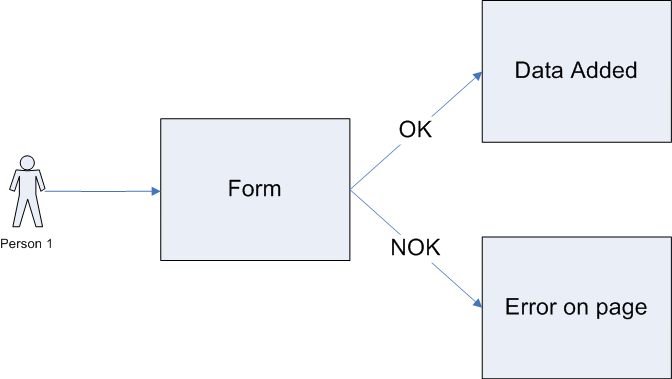 Data Added
OK
Form
Person 1
NOK
Error on page